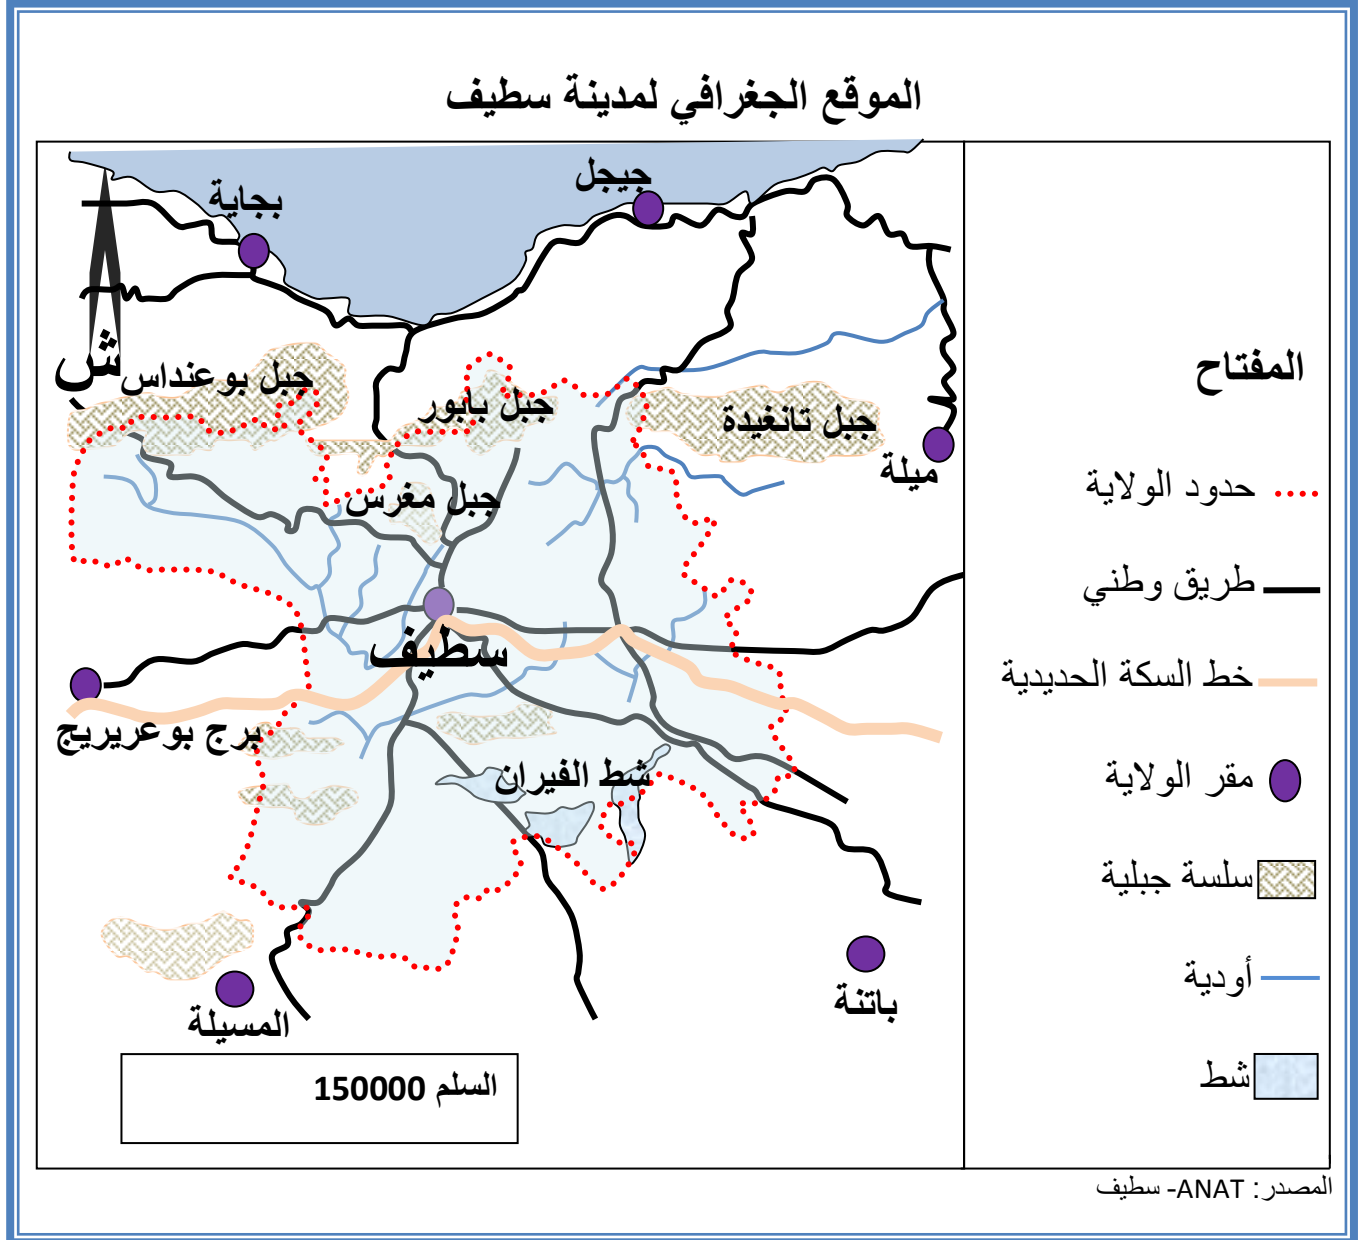 الموقع الجغرافي لمدينة سطيف
جيجل
بجاية
ش
جبل بوعنداس
جبل بابور
جبل تانغيدة
ميلة
جبل مغرس
سطيف
برج بوعريريج
شط الفيران
باتنة
المسيلة
السلم 150000
المفتاح
حدود الولاية
طريق وطني
خط السكة الحديدية
مقر الولاية
سلسة جبلية
أودية
شط
المصدر: ANAT- سطيف